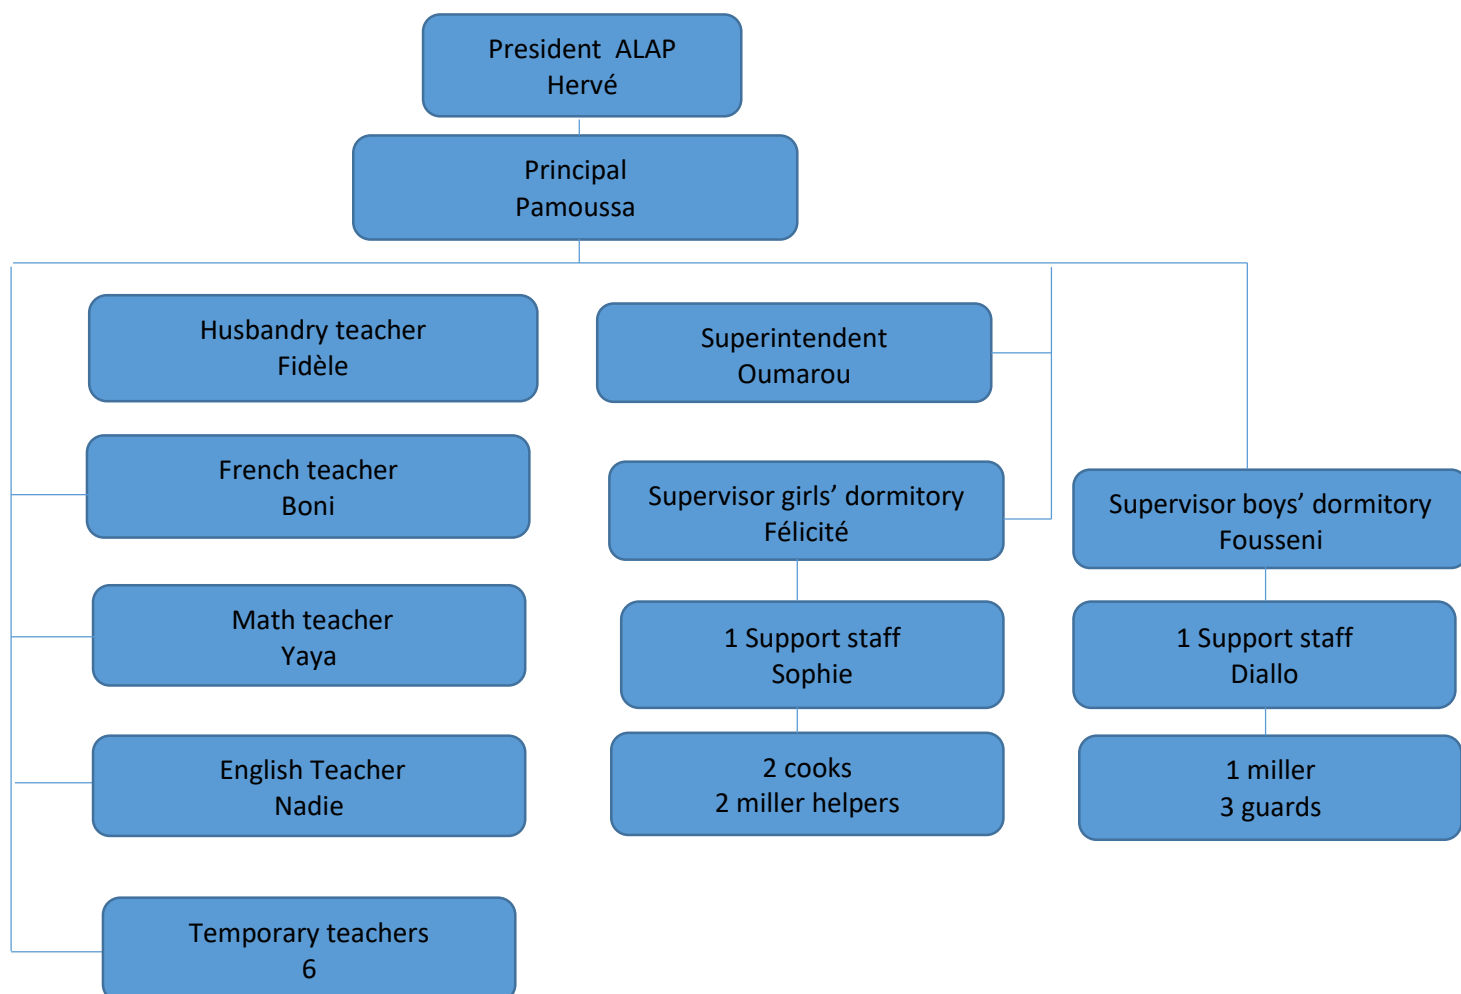 President  ALAP
Hervé
Principal
Pamoussa
Husbandry teacher
Fidèle
Superintendent
Oumarou
French teacher
Boni
Supervisor girls’ dormitory
Félicité
Supervisor boys’ dormitory
Fousseni
Math teacher
Yaya
1 Support staff
Sophie
1 Support staff
Diallo
English Teacher
Nadie
2 cooks
2 miller helpers
1 miller
3 guards
Temporary teachers
6